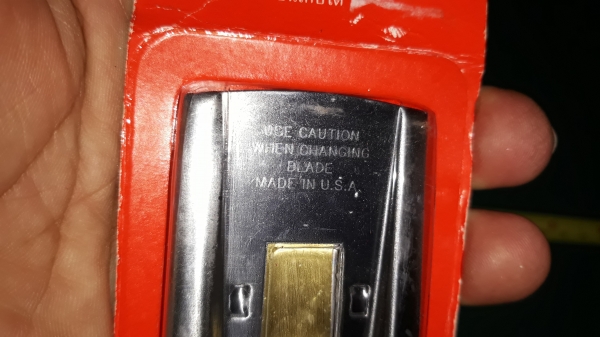 USE CAUTION
WHEN CHANGING
BLADE
MADE IN U.S.A.